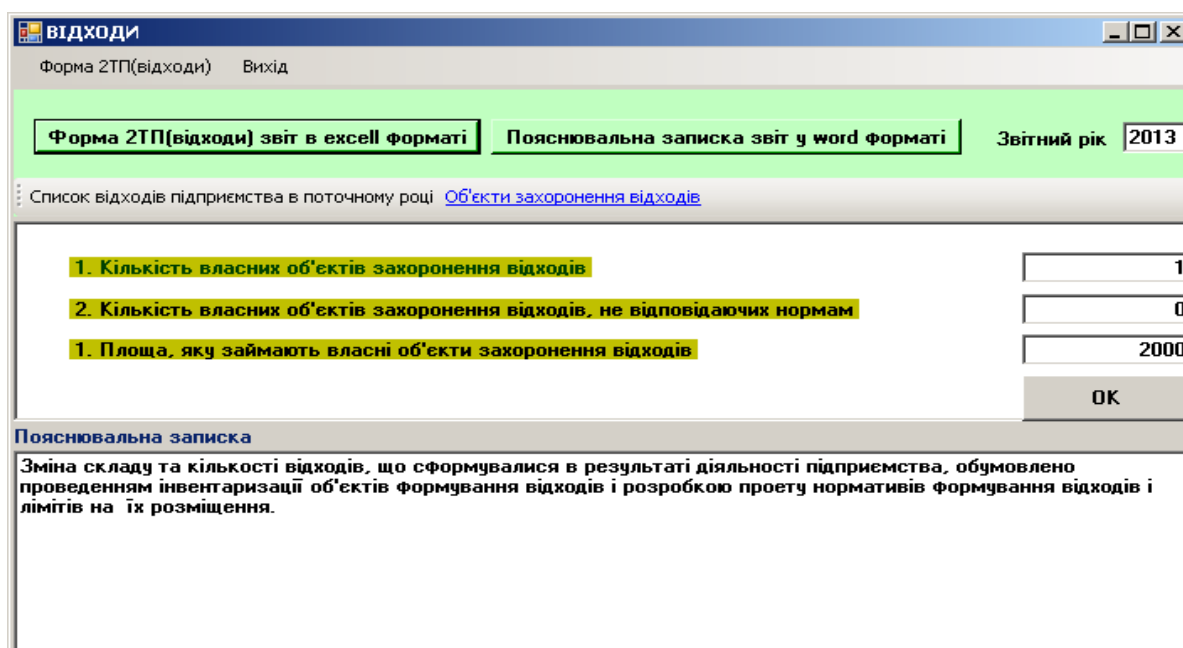 ВІДХОДИ
Форма 2ТП(відходи) Вихід
Форма 2ТП(відходи) звіт в excell форматі Пояснювальна записка звіт у word форматі Звітний рік 2013
Список відходів підприємства в поточному році Об'єкти захоронення відходів
1. Кількість власних об'єктів захоронення відходів 1
2. Кількість власних об'єктів захоронення відходів, не відповідаючих нормам 0
1. Площа, яку займають власні об'єкти захоронення відходів 2000
OK
Пояснювальна записка
Зміна складу та кількості відходів, що сформувалися в результаті діяльності підприємства, обумовлено
проведенням інвентаризації об'єктів формування відходів і розробкою проету нормативів формування відходів і
лімітів на їх розміщення.